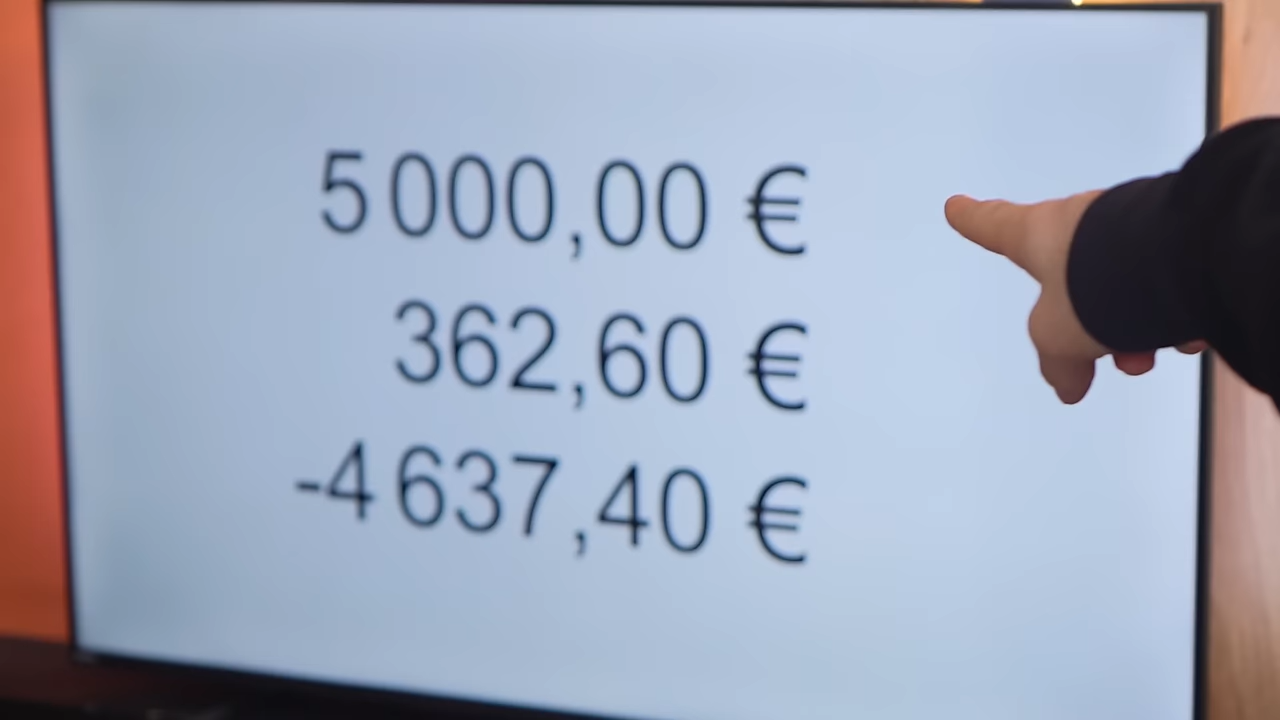 5 000,00 €
362,60 €
-4 637,40 €